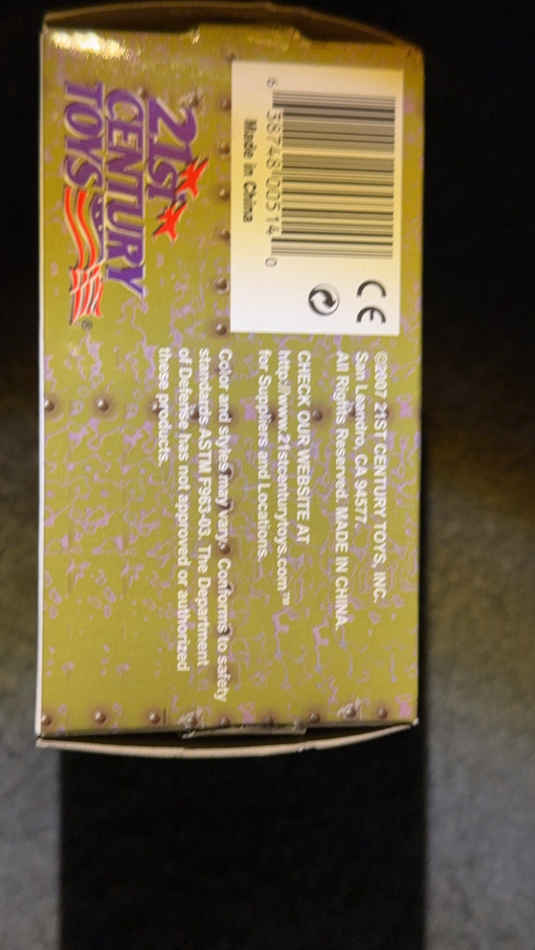 6 38748 00514 0
Made in China
CE
21ST
CENTURY
TOYS®
©2007 21ST CENTURY TOYS, INC.
San Leandro, CA 94577.
All Rights Reserved. MADE IN CHINA
CHECK OUR WEBSITE AT
http://www.21stcenturytoys.com™
for Suppliers and Locations.
Color and styles may vary. Conforms to safety
standards ASTM F963-03. The Department
of Defense has not approved or authorized
these products.